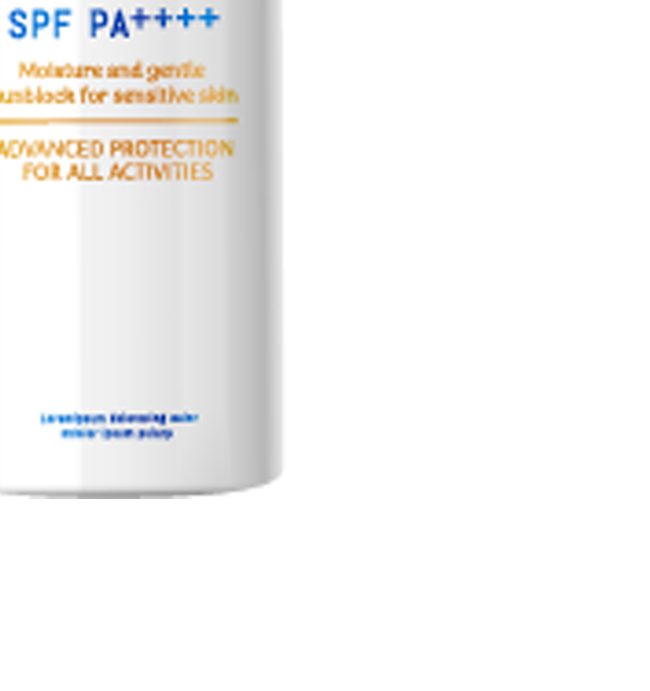 SPF PA++++
Moisture and gentle
sunblock for sensitive skin
ADVANCED PROTECTION
FOR ALL ACTIVITIES